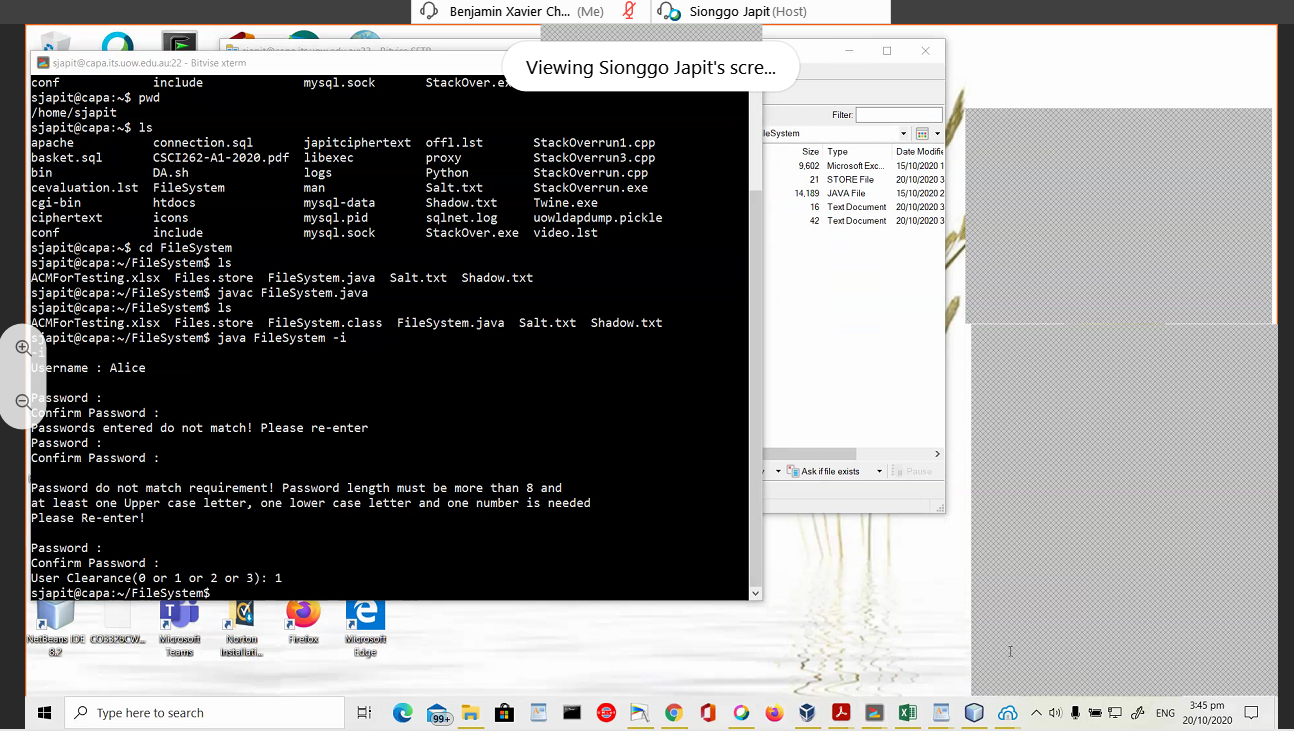 Benjamin Xavier Ch... (Me) Sionggo Japit (Host)
Viewing Sionggo Japit's scre...
sjapit@capa.its.uow.edu.au:22 - Bitvise xterm
conf include mysql.sock
sjapit@capa:~$ pwd
/home/sjapit
sjapit@capa:~$ ls
apache connection.sql japitciphertext offl.lst StackOverrun1.cpp
basket.sql CSCI262-A1-2020.pdf libexec proxy StackOverrun3.cpp
bin DA.sh logs Python StackOverrun.cpp
cevaluation.lst FileSystem man Salt.txt StackOverrun.exe
cgi-bin htdocs mysql-data Shadow.txt Twine.exe
ciphertext icons mysql.pid sqlnet.log uowldapdump.pickle
conf include mysql.sock StackOver.exe video.lst
sjapit@capa:~$ cd FileSystem
sjapit@capa:~/FileSystem$ ls
ACMForTesting.xlsx Files.store FileSystem.java Salt.txt Shadow.txt
sjapit@capa:~/FileSystem$ javac FileSystem.java
sjapit@capa:~/FileSystem$ ls
ACMForTesting.xlsx Files.store FileSystem.class FileSystem.java Salt.txt Shadow.txt
sjapit@capa:~/FileSystem$ java FileSystem -i
-i
Username : Alice
Password :
Confirm Password :
Passwords entered do not match! Please re-enter
Password :
Confirm Password :
Password do not match requirement! Password length must be more than 8 and
at least one Upper case letter, one lower case letter and one number is needed
Please Re-enter!
Password :
Confirm Password :
User Clearance(0 or 1 or 2 or 3): 1
sjapit@capa:~/FileSystem$
Filter:
leSystem
Size Type Date Modifie
9,602 Microsoft Exc... 15/10/2020 1
21 STORE File 20/10/2020 3
14,189 JAVA File 15/10/2020 2
16 Text Document 20/10/2020 3
42 Text Document 20/10/2020 3
Ask if file exists Pause
NetBeans IDE 8.2
Microsoft Teams
Norton Installati...
Firefox
Microsoft Edge
Type here to search
99+
ENG
3:45 pm
20/10/2020